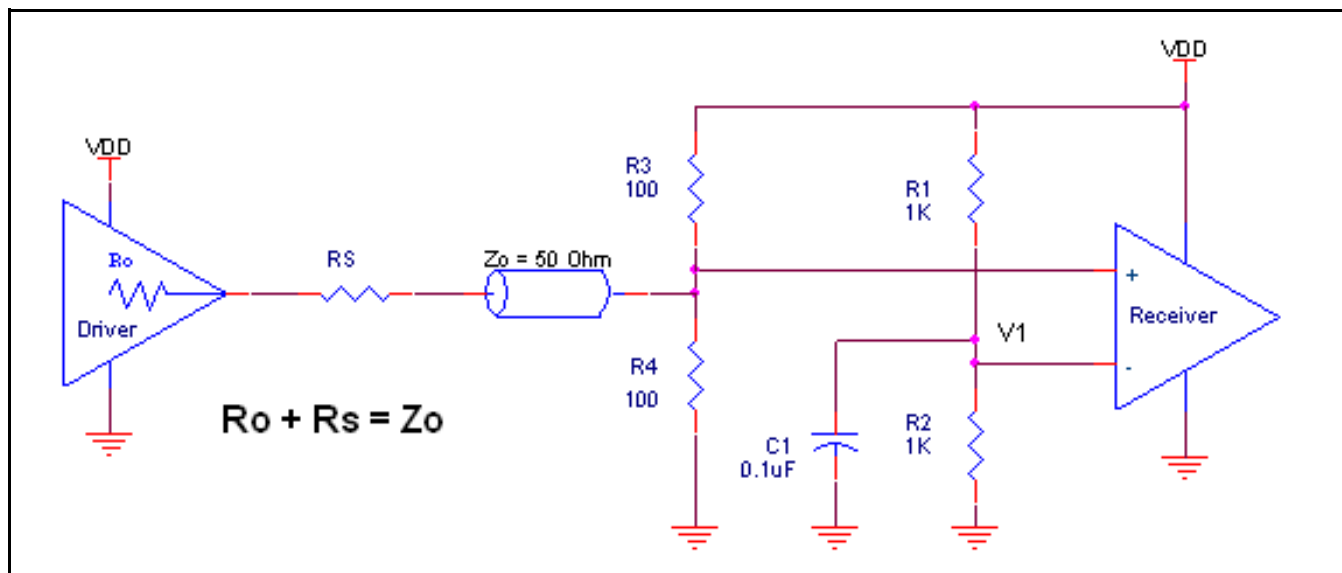 VDD
VDD
R3
100
R1
1K
Ro
RS
Zo = 50 Ohm
+
Driver
Receiver
V1
-
R4
100
Ro + Rs = Zo
C1
0.1uF
R2
1K